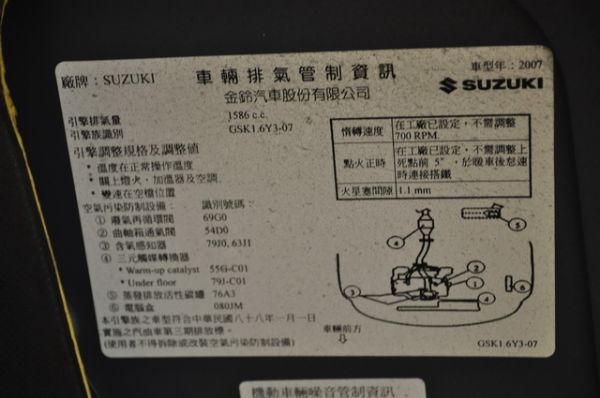 廠牌：SUZUKI
車輛排氣管制資訊
車型年：2007
金鈴汽車股份有限公司
SUZUKI
引擎排氣量 1586 c.c.
引擎族識別 GSK1.6Y3-07
引擎調整規格及調整值
* 溫度在正常操作溫度
* 關上燈火，加溫器及空調
* 變速在空檔位置
惰轉速度 在工廠已設定，不需調整
700 RPM.
點火正時 在工廠已設定，不需調整上
死點前 5°，於暖車後怠速
時連接搭鐵
火星塞間隙 1.1 mm
空氣污染防制設備： 識別號碼：
① 廢氣再循環閥 69G0
② 曲軸箱通氣閥 54D0
③ 含氧感知器 79J0, 63J1
④ 三元觸媒轉換器
* Warm-up catalyst 55G-C01
* Under floor 79J-C01
⑤ 蒸發排放活性碳罐 76A3
⑥ 電腦盒 080JM
本引擎族之車型符合中華民國八十八年一月一日
實施之汽油車第三期排放標
(使用者不得拆除或改裝空氣污染防制設備)
④
⑤
②
①
③
④
⑥
車輛前方
GSK1.6Y3-07
機動車輛噪音管制資訊